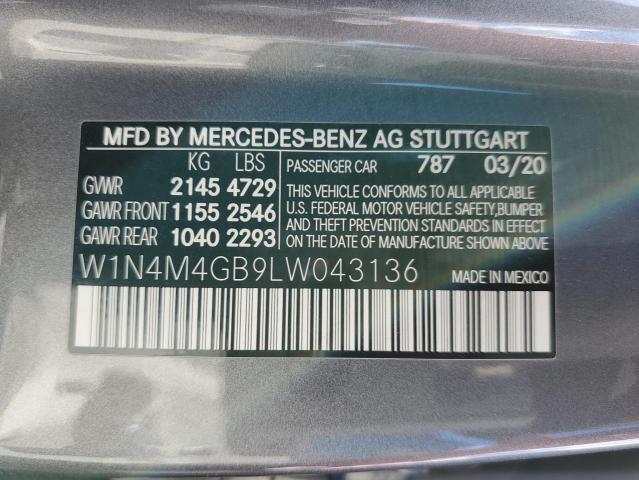 MFD BY MERCEDES-BENZ AG STUTTGART
KG LBS PASSENGER CAR 787 03/20
GWR 2145 4729 THIS VEHICLE CONFORMS TO ALL APPLICABLE
GAWR FRONT 1155 2546 U.S. FEDERAL MOTOR VEHICLE SAFETY,BUMPER
AND THEFT PREVENTION STANDARDS IN EFFECT
GAWR REAR 1040 2293 ON THE DATE OF MANUFACTURE SHOWN ABOVE.
W1N4M4GB9LW043136 MADE IN MEXICO